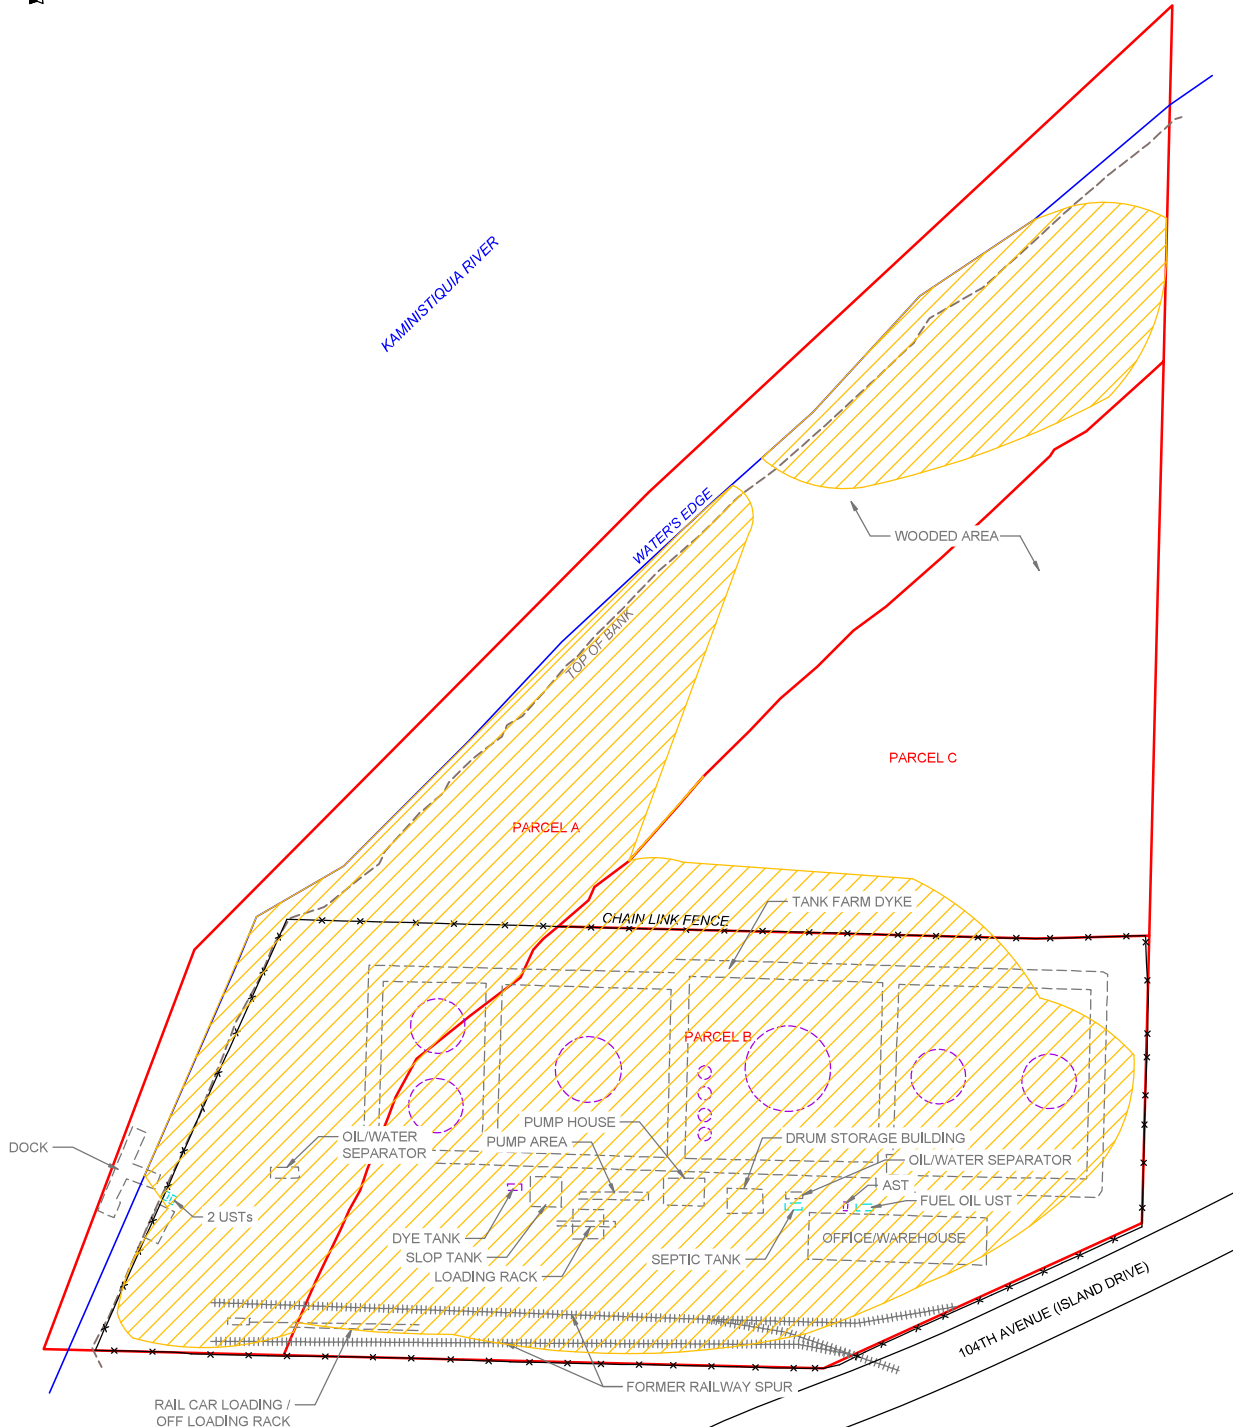 KAMINISTIQUIA RIVER
WATER'S EDGE
WOODED AREA
TOP OF BANK
PARCEL C
PARCEL A
TANK FARM DYKE
CHAIN LINK FENCE
PARCEL B
PUMP HOUSE
OIL/WATER
SEPARATOR
PUMP AREA
DRUM STORAGE BUILDING
DOCK
OIL/WATER SEPARATOR
AST
FUEL OIL UST
2 USTs
DYE TANK
OFFICE/WAREHOUSE
SLOP TANK
SEPTIC TANK
LOADING RACK
104TH AVENUE (ISLAND DRIVE)
FORMER RAILWAY SPUR
RAIL CAR LOADING /
OFF LOADING RACK